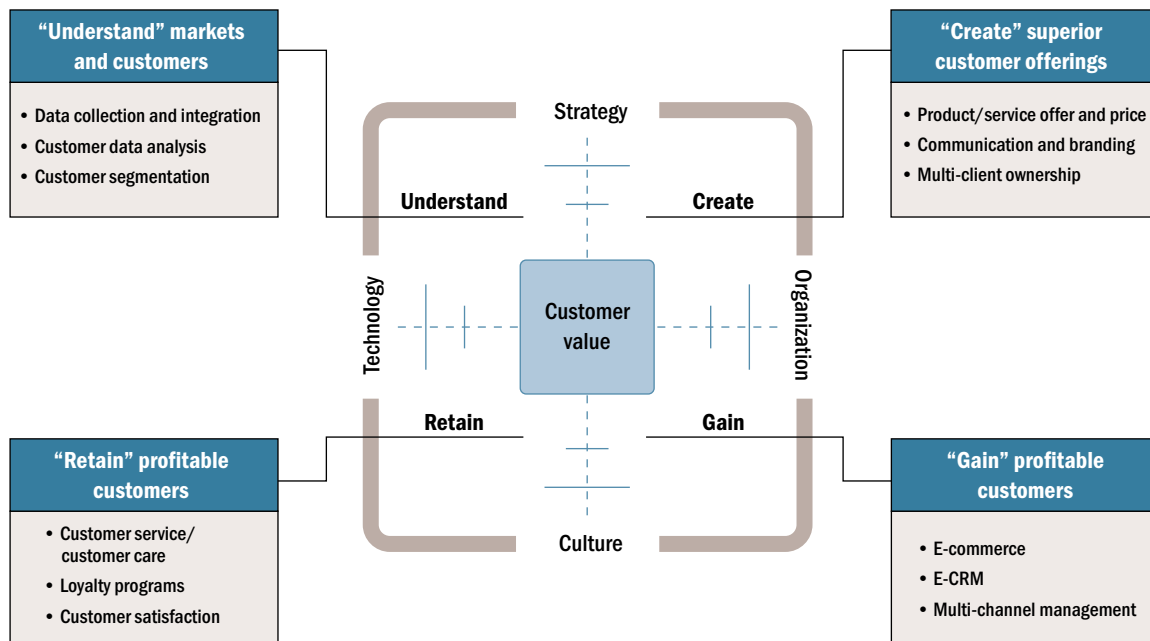 “Understand” markets
and customers
• Data collection and integration
• Customer data analysis
• Customer segmentation
“Create” superior
customer offerings
• Product/service offer and price
• Communication and branding
• Multi-client ownership
Strategy
Understand
Create
Technology
Customer
value
Organization
Retain
Gain
Culture
“Retain” profitable
customers
• Customer service/
customer care
• Loyalty programs
• Customer satisfaction
“Gain” profitable
customers
• E-commerce
• E-CRM
• Multi-channel management